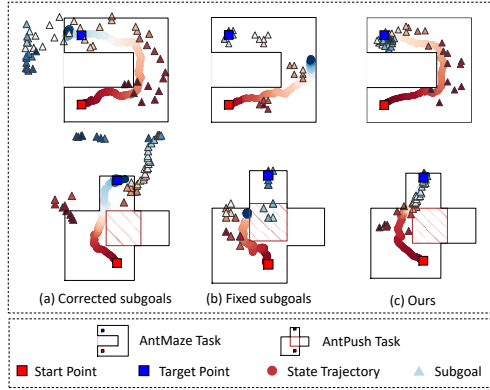 (a) Corrected subgoals (b) Fixed subgoals (c) Ours
AntMaze Task AntPush Task
Start Point Target Point State Trajectory Subgoal